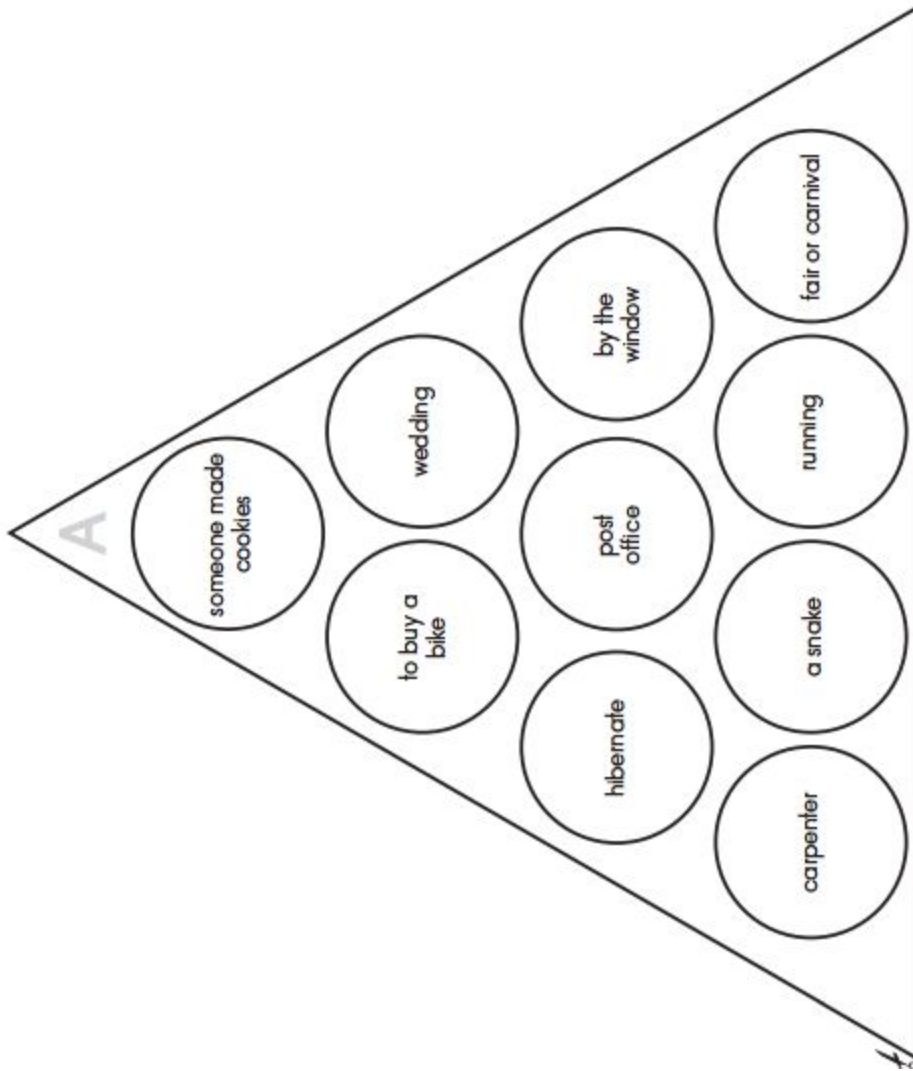 A
someone made
cookies
to buy a
bike
wedding
hibernate
post
office
by the
window
carpenter
a snake
running
fair or carnival